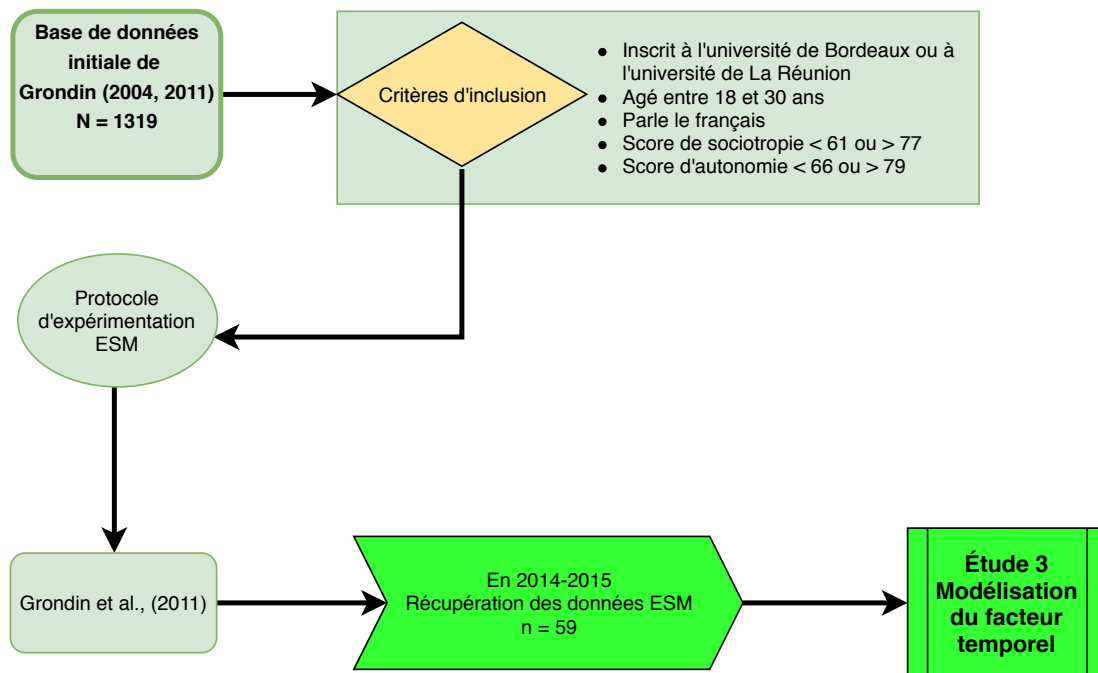 Base de données
initiale de
Grondin (2004, 2011)
N = 1319
Critères d'inclusion
● Inscrit à l'université de Bordeaux ou à
l'université de La Réunion
● Agé entre 18 et 30 ans
● Parle le français
● Score de sociotropie < 61 ou > 77
● Score d'autonomie < 66 ou > 79
Protocole
d'expérimentation
ESM
Grondin et al., (2011)
En 2014-2015
Récupération des données ESM
n = 59
Étude 3
Modélisation
du facteur
temporel